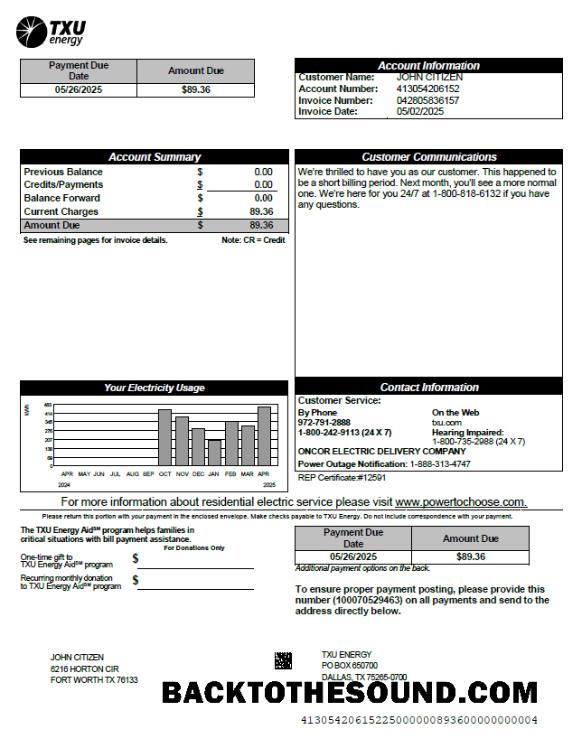 TXU
energy
Payment Due
Date
Amount Due
05/26/2025
$89.36
Account Information
Customer Name: JOHN CITIZEN
Account Number: 413054206152
Invoice Number: 042805836157
Invoice Date: 05/02/2025
Account Summary
Previous Balance $ 0.00
Credits/Payments $ 0.00
Balance Forward $ 0.00
Current Charges $ 89.36
Amount Due $ 89.36
See remaining pages for invoice details. Note: CR = Credit
Customer Communications
We're thrilled to have you as our customer. This happened to
be a short billing period. Next month, you'll see a more normal
one. We're here for you 24/7 at 1-800-818-6132 if you have
any questions.
Your Electricity Usage
kWh
414
345
276
207
138
69
0
APR MAY JUN JUL AUG SEP OCT NOV DEC JAN FEB MAR APR
2024 2025
Contact Information
Customer Service:
By Phone
972-791-2888
1-800-242-9113 (24 X 7)
On the Web
txu.com
Hearing Impaired:
1-800-735-2988 (24 X 7)
ONCOR ELECTRIC DELIVERY COMPANY
Power Outage Notification: 1-888-313-4747
REP Certificate:#12591
For more information about residential electric service please visit www.powertochoose.com.
Please return this portion with your payment in the enclosed envelope. Make checks payable to TXU Energy. Do not include correspondence with your payment.
The TXU Energy Aid℠ program helps families in
critical situations with bill payment assistance.
For Donations Only
One-time gift to
TXU Energy Aid℠ program $
Recurring monthly donation
to TXU Energy Aid℠ program $
Payment Due
Date
Amount Due
05/26/2025
$89.36
Additional payment options on the back.
To ensure proper payment posting, please provide this
number (100070529463) on all payments and send to the
address directly below.
JOHN CITIZEN
6216 HORTON CIR
FORT WORTH TX 76133
TXU ENERGY
PO BOX 650700
DALLAS, TX 75265-0700
BACKTOTHESOUND.COM